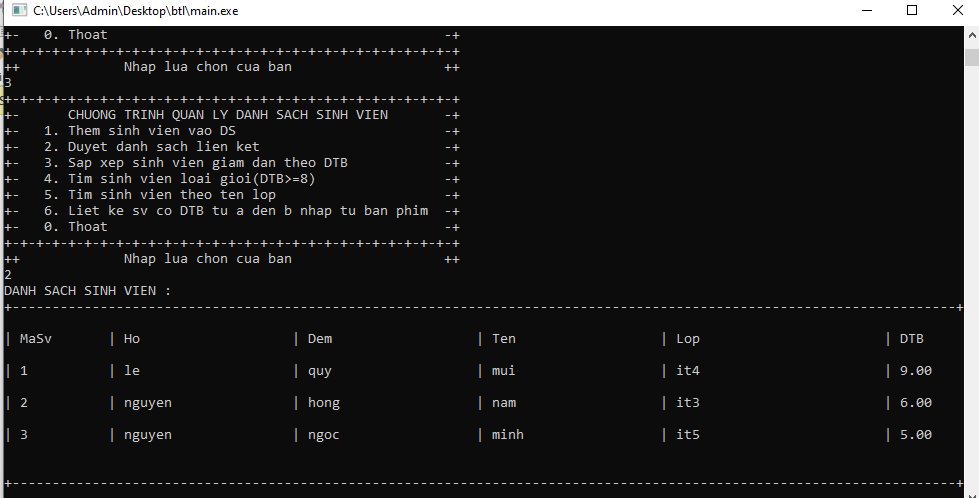 C:\Users\Admin\Desktop\btl\main.exe
+-   0. Thoat                                          -+
+-+-+-+-+-+-+-+-+-+-+-+-+-+-+-+-+-+-+-+-+-+-+-+-+-+-+-+-+
++             Nhap lua chon cua ban                   ++
3
+-+-+-+-+-+-+-+-+-+-+-+-+-+-+-+-+-+-+-+-+-+-+-+-+-+-+-+-+
+-      CHUONG TRINH QUAN LY DANH SACH SINH VIEN       -+
+-   1. Them sinh vien vao DS                          -+
+-   2. Duyet danh sach lien ket                       -+
+-   3. Sap xep sinh vien giam dan theo DTB            -+
+-   4. Tim sinh vien loai gioi(DTB>=8)                -+
+-   5. Tim sinh vien theo ten lop                     -+
+-   6. Liet ke sv co DTB tu a den b nhap tu ban phim  -+
+-   0. Thoat                                          -+
+-+-+-+-+-+-+-+-+-+-+-+-+-+-+-+-+-+-+-+-+-+-+-+-+-+-+-+-+
++             Nhap lua chon cua ban                   ++
2
DANH SACH SINH VIEN :
+----------------------------------------------------------------------------------------------------------------------+
| MaSv       | Ho                   | Dem                  | Ten                  | Lop                       | DTB
| 1          | le                   | quy                  | mui                  | it4                       | 9.00
| 2          | nguyen               | hong                 | nam                  | it3                       | 6.00
| 3          | nguyen               | ngoc                 | minh                 | it5                       | 5.00
+----------------------------------------------------------------------------------------------------------------------+